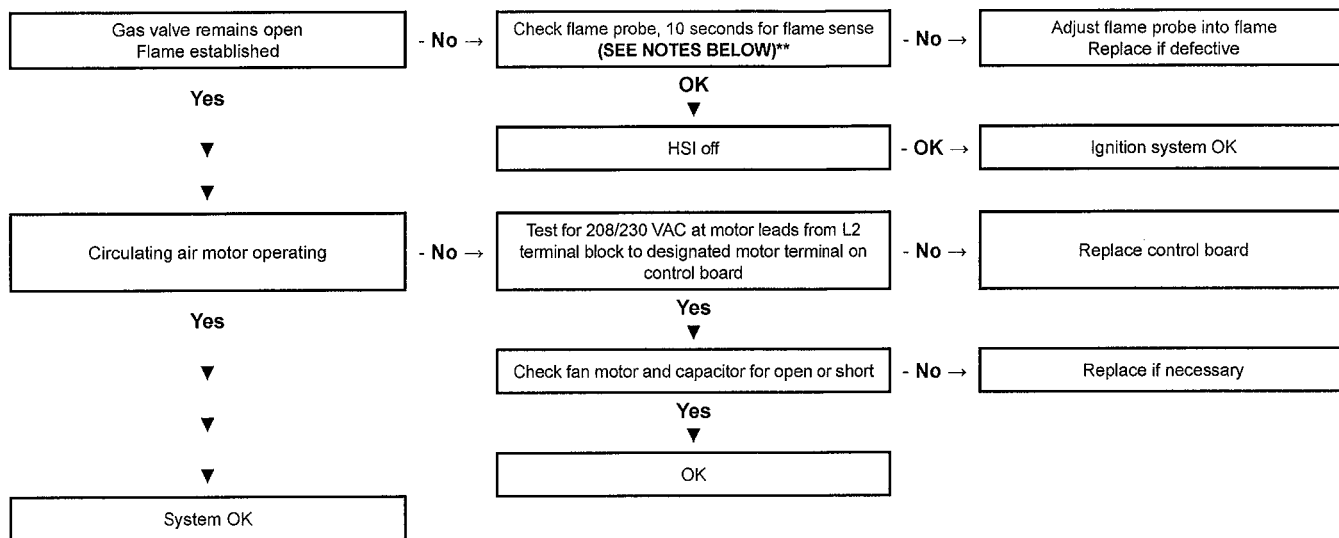 Gas valve remains open
Flame established
- No →
Check flame probe, 10 seconds for flame sense
(SEE NOTES BELOW)**
- No →
Adjust flame probe into flame
Replace if defective
Yes
OK
HSI off
- OK →
Ignition system OK
Circulating air motor operating
- No →
Test for 208/230 VAC at motor leads from L2
terminal block to designated motor terminal on
control board
- No →
Replace control board
Yes
Yes
Check fan motor and capacitor for open or short
- No →
Replace if necessary
Yes
OK
System OK